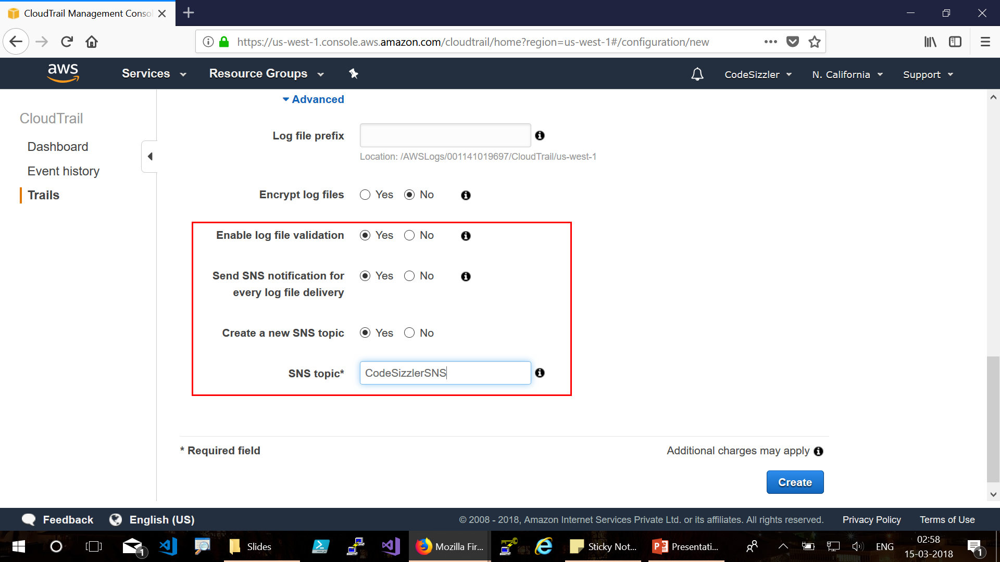 CloudTrail Management Consol
https://us-west-1.console.aws.amazon.com/cloudtrail/home?region=us-west-1#/configuration/new
aws
Services
Resource Groups
CodeSizzler
N. California
Support
CloudTrail
Dashboard
Event history
Trails
Advanced
Log file prefix
Location: /AWSLogs/001141019697/CloudTrail/us-west-1
Encrypt log files Yes No
Enable log file validation Yes No
Send SNS notification for every log file delivery Yes No
Create a new SNS topic Yes No
SNS topic* CodeSizzlerSNS
* Required field
Additional charges may apply
Create
Feedback
English (US)
© 2008 - 2018, Amazon Internet Services Private Ltd. or its affiliates. All rights reserved.
Privacy Policy
Terms of Use
1
Slides
Mozilla Fir...
Sticky Not...
Presentati...
ENG
02:58
15-03-2018
1